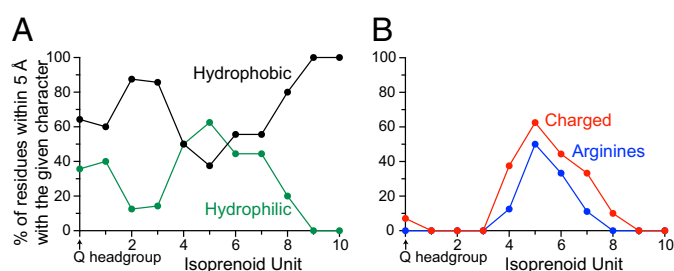 A
% of residues within 5 Å
with the given character
100
80
60
40
20
0
Hydrophobic
Hydrophilic
0 2 4 6 8 10
Q headgroup
Isoprenoid Unit
B
100
80
60
40
20
0
Charged
Arginines
0 2 4 6 8 10
Q headgroup
Isoprenoid Unit